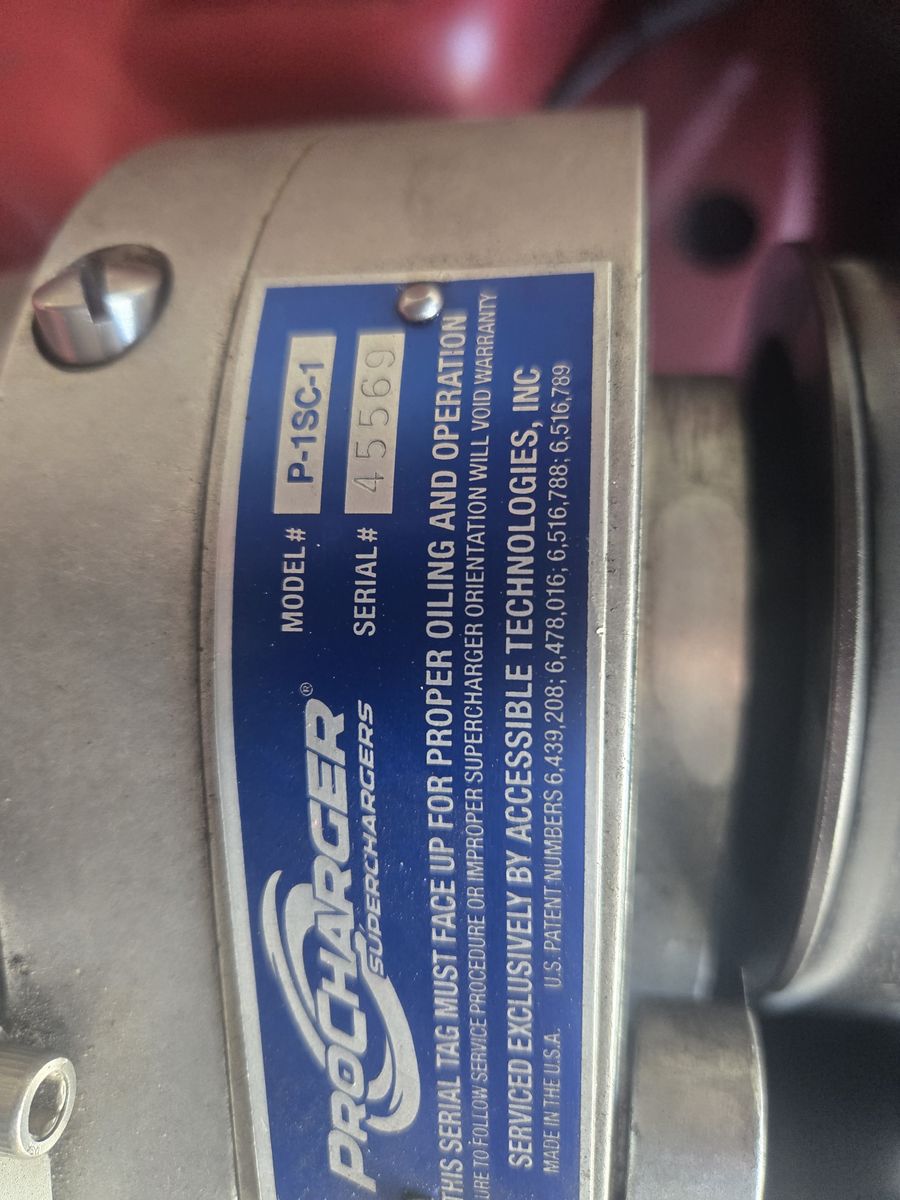 PROCHARGER®
SUPERCHARGERS
MODEL# P-1SC-1
SERIAL# 45569
THIS SERIAL TAG MUST FACE UP FOR PROPER OILING AND OPERATION
URE TO FOLLOW SERVICE PROCEDURE OR IMPROPER SUPERCHARGER ORIENTATION WILL VOID WARRANTY
SERVICED EXCLUSIVELY BY ACCESSIBLE TECHNOLOGIES, INC
MADE IN THE U.S.A. U.S. PATENT NUMBERS 6,439,208; 6,478,016; 6,516,788; 6,516,789